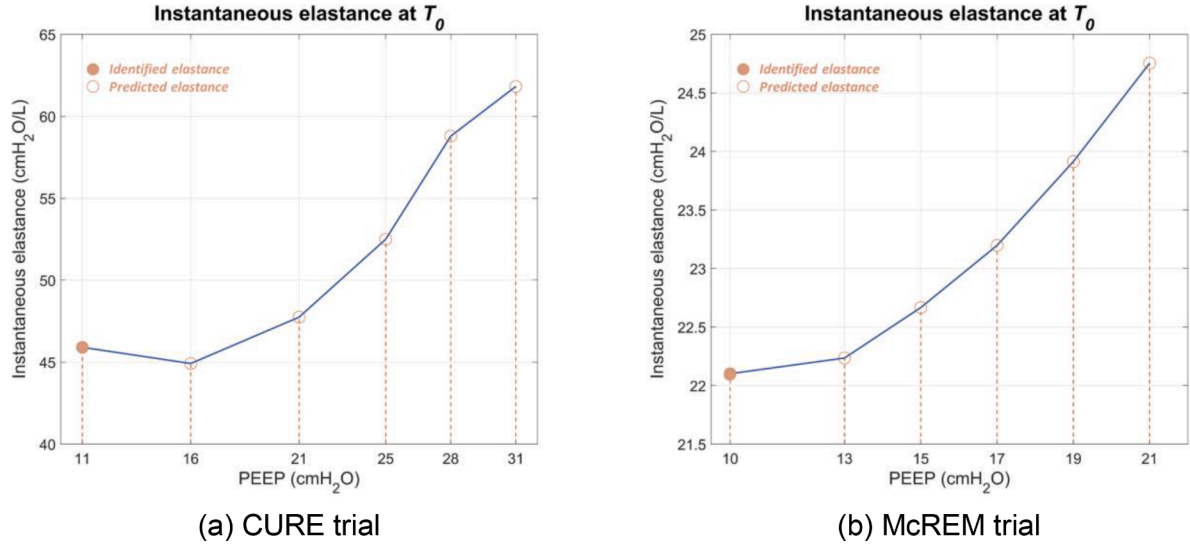 Instantaneous elastance at T0
65
60
55
50
45
40
Instantaneous elastance (cmH2O/L)
Identified elastance
Predicted elastance
11 16 21 25 28 31
PEEP (cmH2O)
(a) CURE trial
Instantaneous elastance at T0
25
24.5
24
23.5
23
22.5
22
21.5
Instantaneous elastance (cmH2O/L)
Identified elastance
Predicted elastance
10 13 15 17 19 21
PEEP (cmH2O)
(b) McREM trial